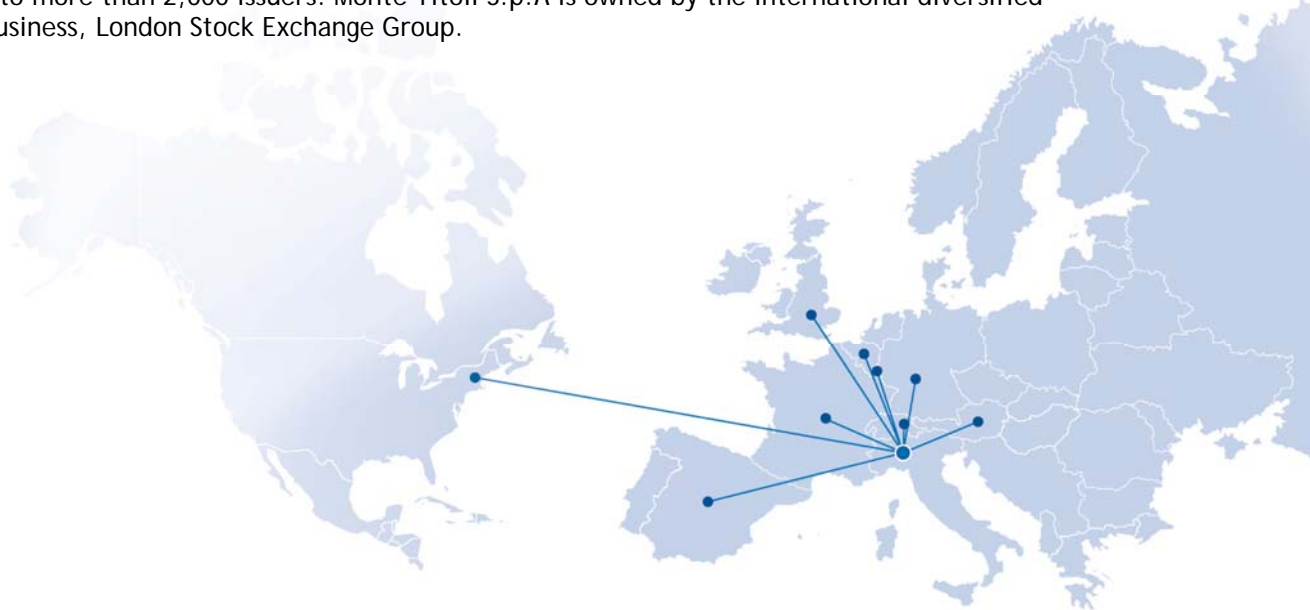 to more than 2,000 issuers. Monte Titoli S.p.A is owned by the international diversified
usiness, London Stock Exchange Group.